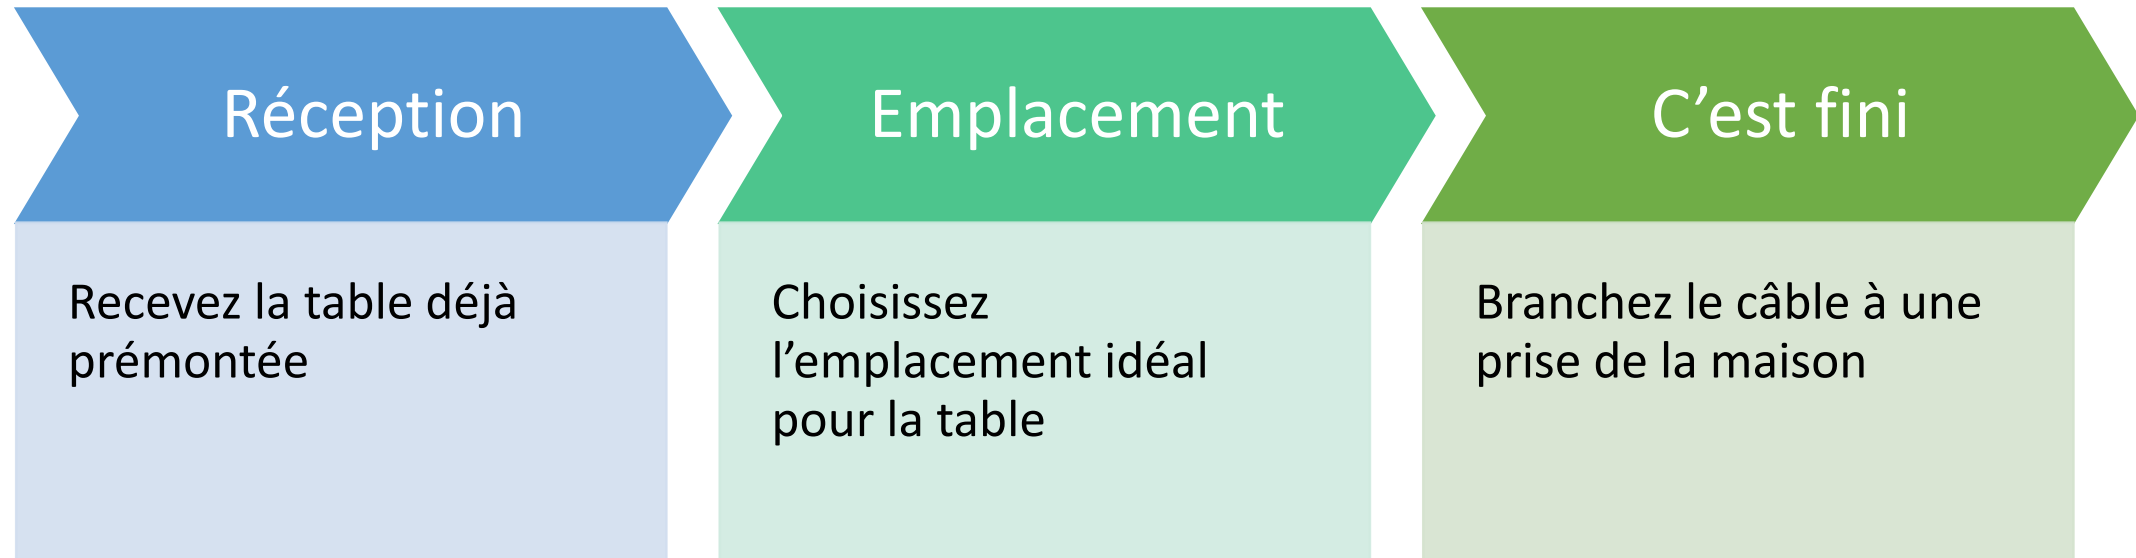 Réception
Recevez la table déjà
prémontée
Emplacement
Choisissez
l’emplacement idéal
pour la table
C’est fini
Branchez le câble à une
prise de la maison